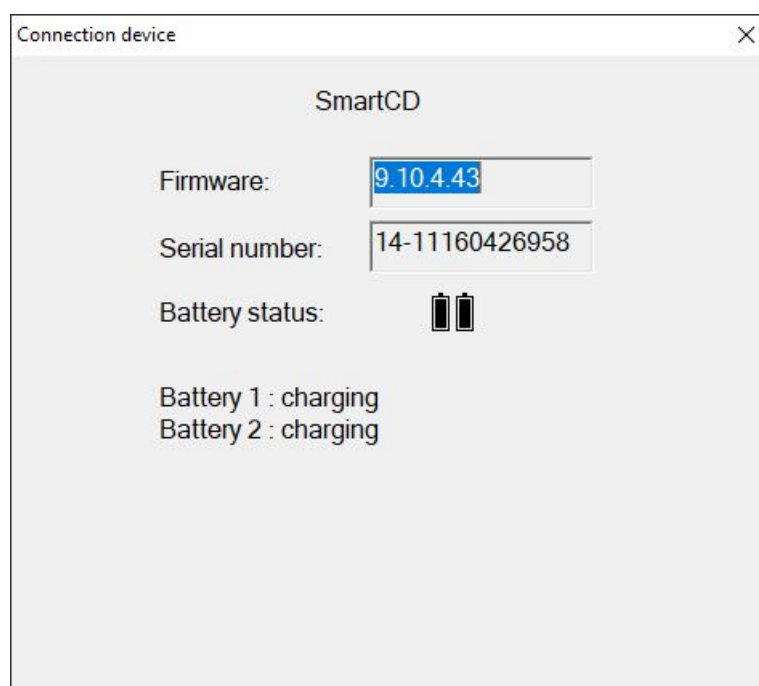 Connection device
SmartCD
Firmware: 9.10.4.43
Serial number: 14-11160426958
Battery status:
Battery 1 : charging
Battery 2 : charging